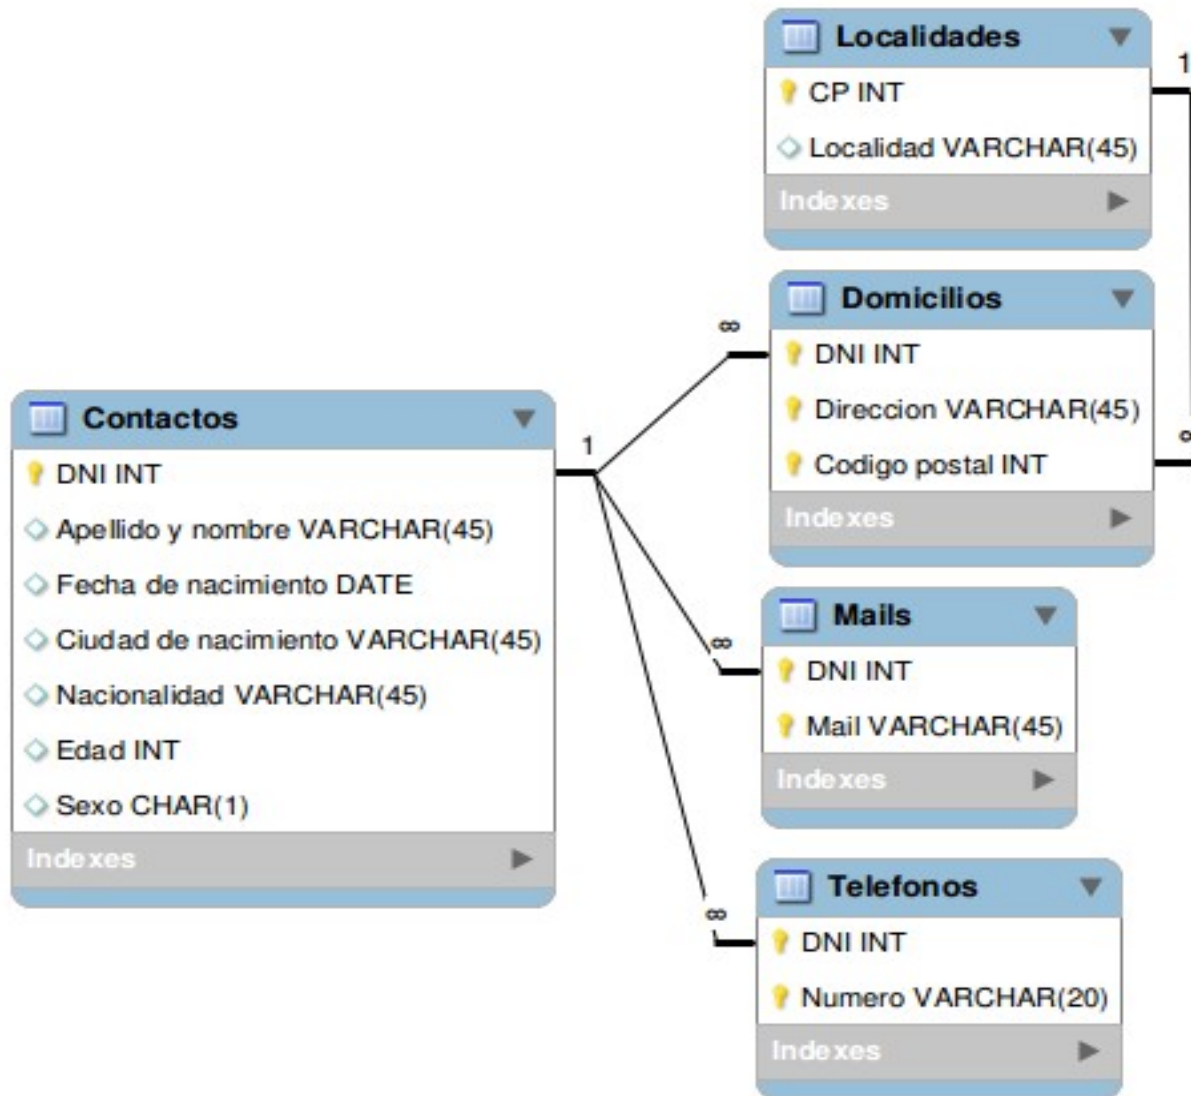 Localidades
1
CP INT
Localidad VARCHAR(45)
Indexes
Domicilios
∞
DNI INT
Direccion VARCHAR(45)
Codigo postal INT
Indexes
Contactos
1
DNI INT
Apellido y nombre VARCHAR(45)
Fecha de nacimiento DATE
Ciudad de nacimiento VARCHAR(45)
Nacionalidad VARCHAR(45)
Edad INT
Sexo CHAR(1)
Indexes
Mails
∞
DNI INT
Mail VARCHAR(45)
Indexes
Telefonos
∞
DNI INT
Numero VARCHAR(20)
Indexes